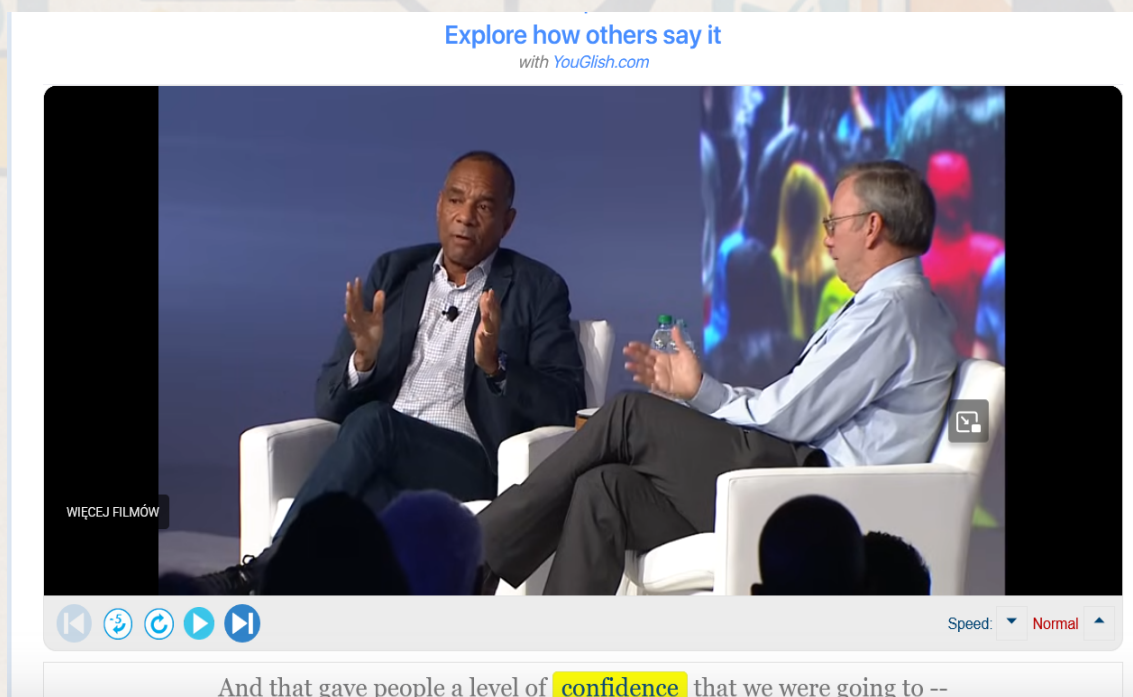 Explore how others say it
with YouGlish.com
WIĘCEJ FILMÓW
-5
Speed: Normal
And that gave people a level of confidence that we were going to --